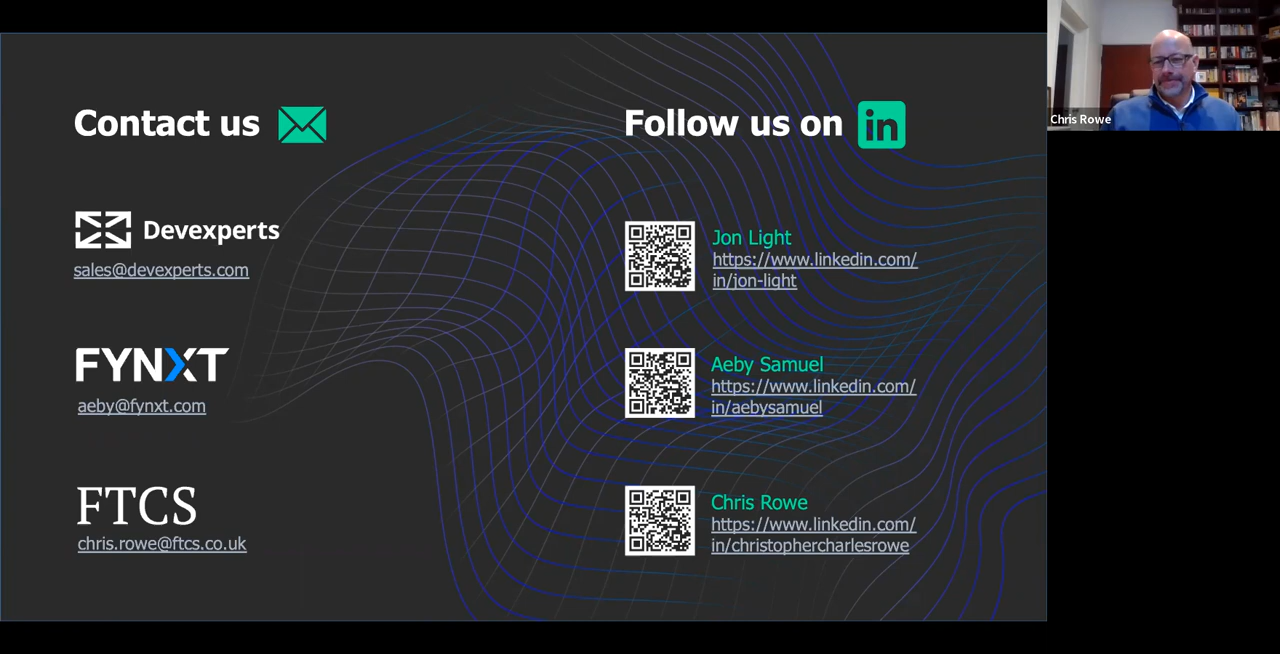 Contact us
Devexperts
sales@devexperts.com
FYNXT
aeby@fynxt.com
FTCS
chris.rowe@ftcs.co.uk
Follow us on in
Jon Light
https://www.linkedin.com/
in/jon-light
Aeby Samuel
https://www.linkedin.com/
in/aebysamuel
Chris Rowe
https://www.linkedin.com/
in/christophercharlesrowe
Chris Rowe